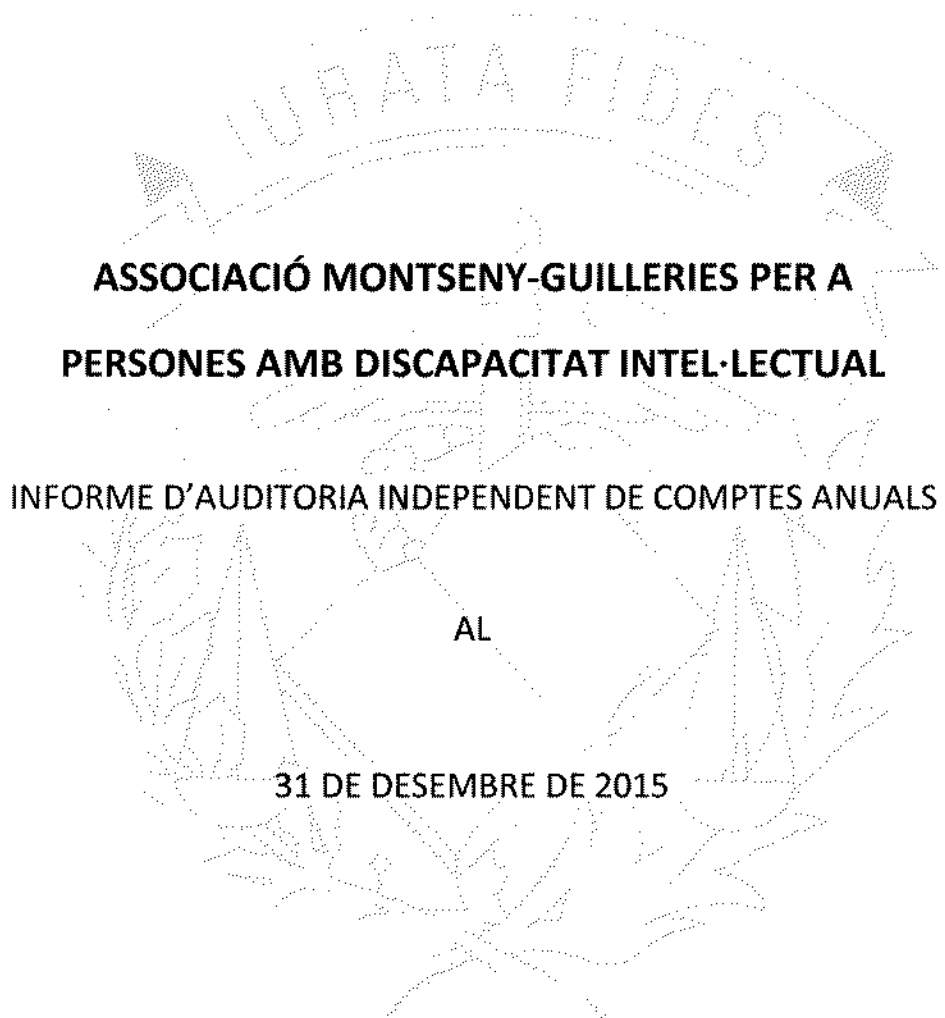 IURATA FIDES
ASSOCIACIÓ MONTSENY-GUILLERIES PER A
PERSONES AMB DISCAPACITAT INTEL·LECTUAL
INFORME D'AUDITORIA INDEPENDENT DE COMPTES ANUALS
AL
31 DE DESEMBRE DE 2015